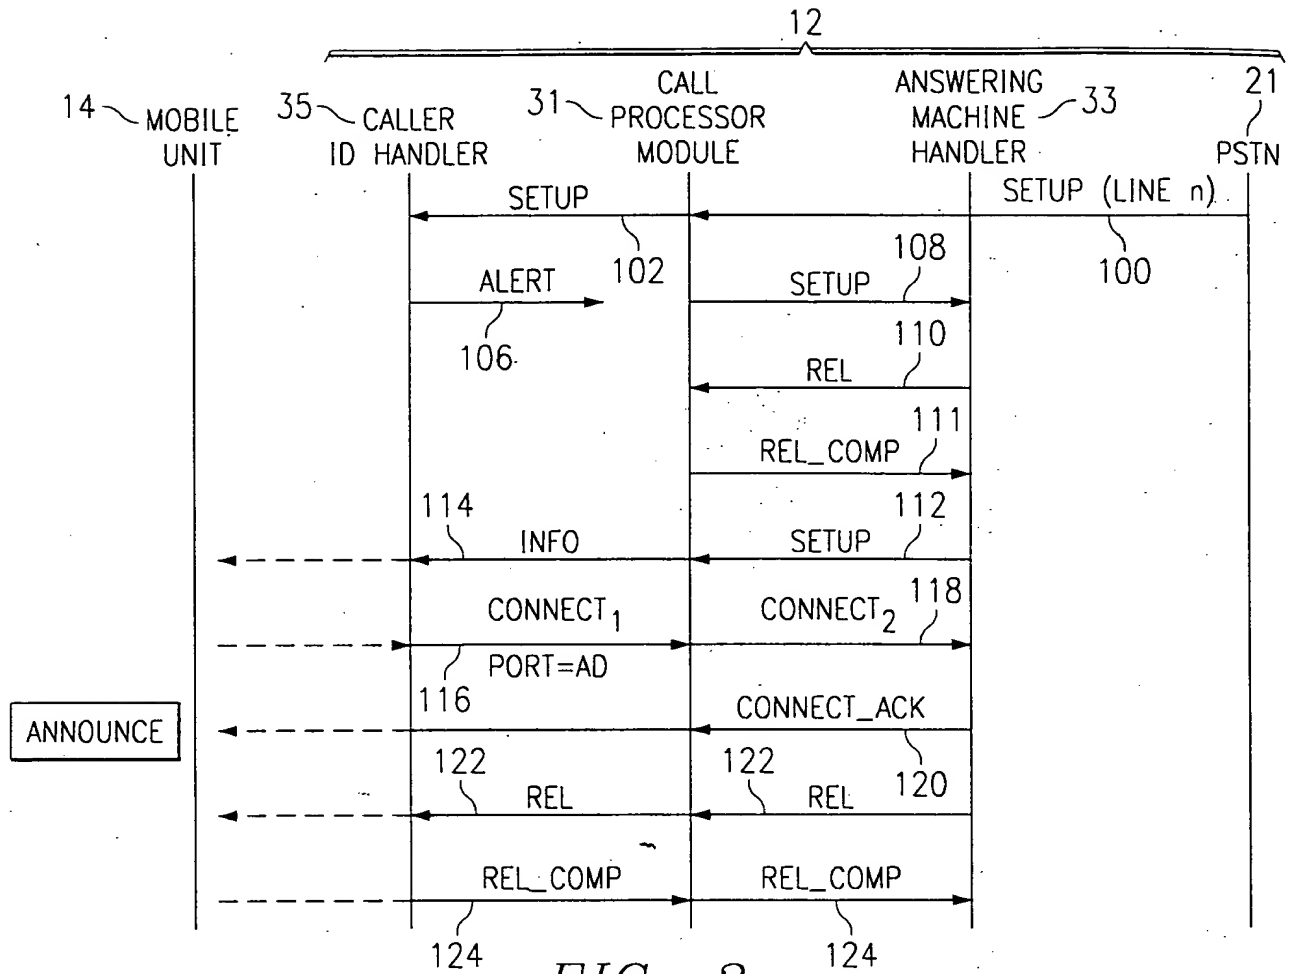 12
14 MOBILE UNIT
35 CALLER ID HANDLER
31 CALL PROCESSOR MODULE
ANSWERING MACHINE HANDLER 33
21 PSTN
SETUP
SETUP (LINE n)
102
100
ALERT
106
SETUP
108
REL
110
REL_COMP
111
INFO
114
SETUP
112
CONNECT1
PORT=AD
116
CONNECT2
118
ANNOUNCE
CONNECT_ACK
120
REL
122
REL
122
REL_COMP
124
REL_COMP
124